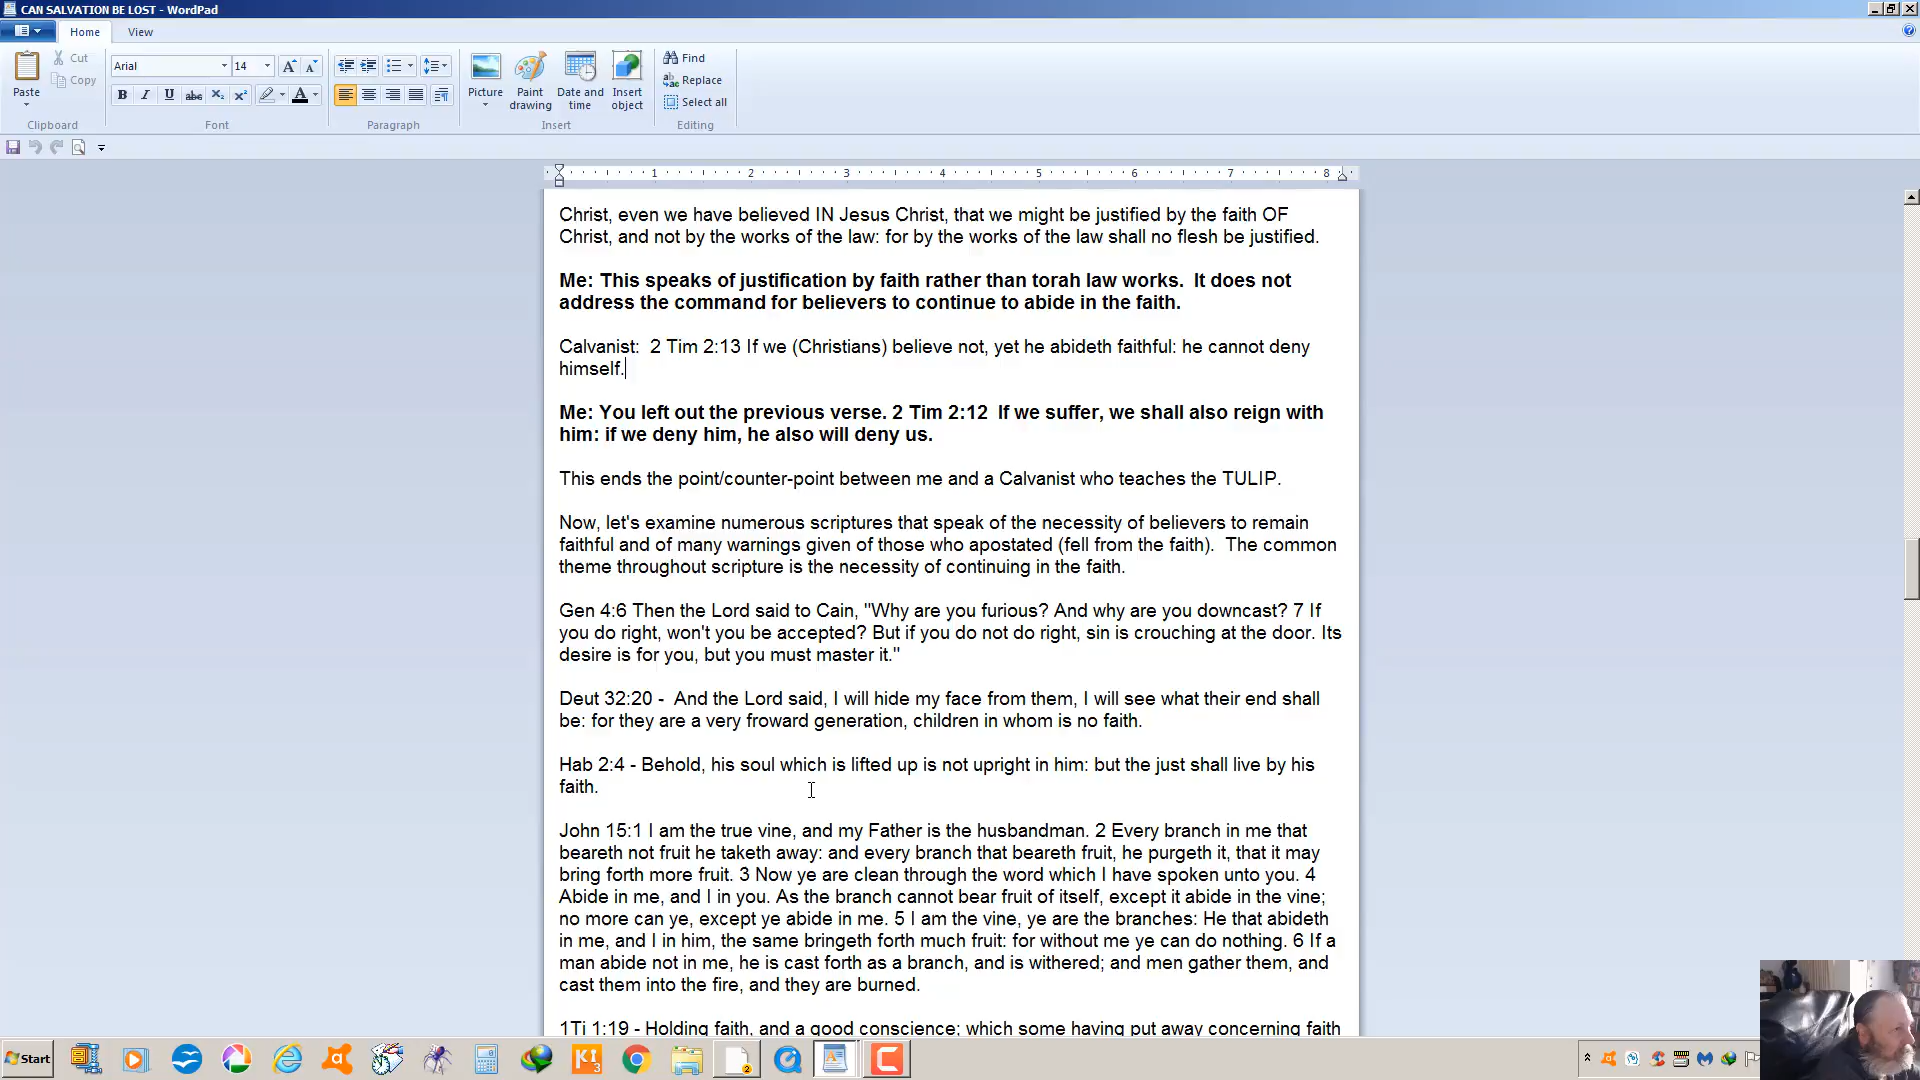 CAN SALVATION BE LOST - WordPad
Home
View
Paste
Cut
Copy
Clipboard
Arial
14
Font
Paragraph
Picture
Paint drawing
Date and time
Insert object
Insert
Find
Replace
Select all
Editing
1 2 3 4 5 6 7 8
Christ, even we have believed IN Jesus Christ, that we might be justified by the faith OF
Christ, and not by the works of the law: for by the works of the law shall no flesh be justified.
Me: This speaks of justification by faith rather than torah law works. It does not
address the command for believers to continue to abide in the faith.
Calvanist: 2 Tim 2:13 If we (Christians) believe not, yet he abideth faithful: he cannot deny
himself.
Me: You left out the previous verse. 2 Tim 2:12 If we suffer, we shall also reign with
him: if we deny him, he also will deny us.
This ends the point/counter-point between me and a Calvanist who teaches the TULIP.
Now, let's examine numerous scriptures that speak of the necessity of believers to remain
faithful and of many warnings given of those who apostated (fell from the faith). The common
theme throughout scripture is the necessity of continuing in the faith.
Gen 4:6 Then the Lord said to Cain, "Why are you furious? And why are you downcast? 7 If
you do right, won't you be accepted? But if you do not do right, sin is crouching at the door. Its
desire is for you, but you must master it."
Deut 32:20 - And the Lord said, I will hide my face from them, I will see what their end shall
be: for they are a very froward generation, children in whom is no faith.
Hab 2:4 - Behold, his soul which is lifted up is not upright in him: but the just shall live by his
faith.
John 15:1 I am the true vine, and my Father is the husbandman. 2 Every branch in me that
beareth not fruit he taketh away: and every branch that beareth fruit, he purgeth it, that it may
bring forth more fruit. 3 Now ye are clean through the word which I have spoken unto you. 4
Abide in me, and I in you. As the branch cannot bear fruit of itself, except it abide in the vine;
no more can ye, except ye abide in me. 5 I am the vine, ye are the branches: He that abideth
in me, and I in him, the same bringeth forth much fruit: for without me ye can do nothing. 6 If a
man abide not in me, he is cast forth as a branch, and is withered; and men gather them, and
cast them into the fire, and they are burned.
1Ti 1:19 - Holding faith, and a good conscience; which some having put away concerning faith
Start